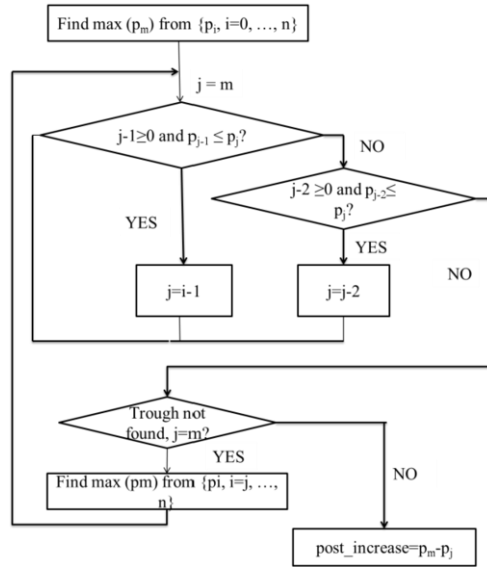 Find max (pm) from {pi, i=0, …, n}
j = m
j-1≥0 and pj-1 ≤ pj?
NO
j-2 ≥0 and pj-2≤
pj?
YES
YES
NO
j=i-1
j=j-2
Trough not
found, j=m?
YES
NO
Find max (pm) from {pi, i=j, …,
n}
post_increase=pm-pj